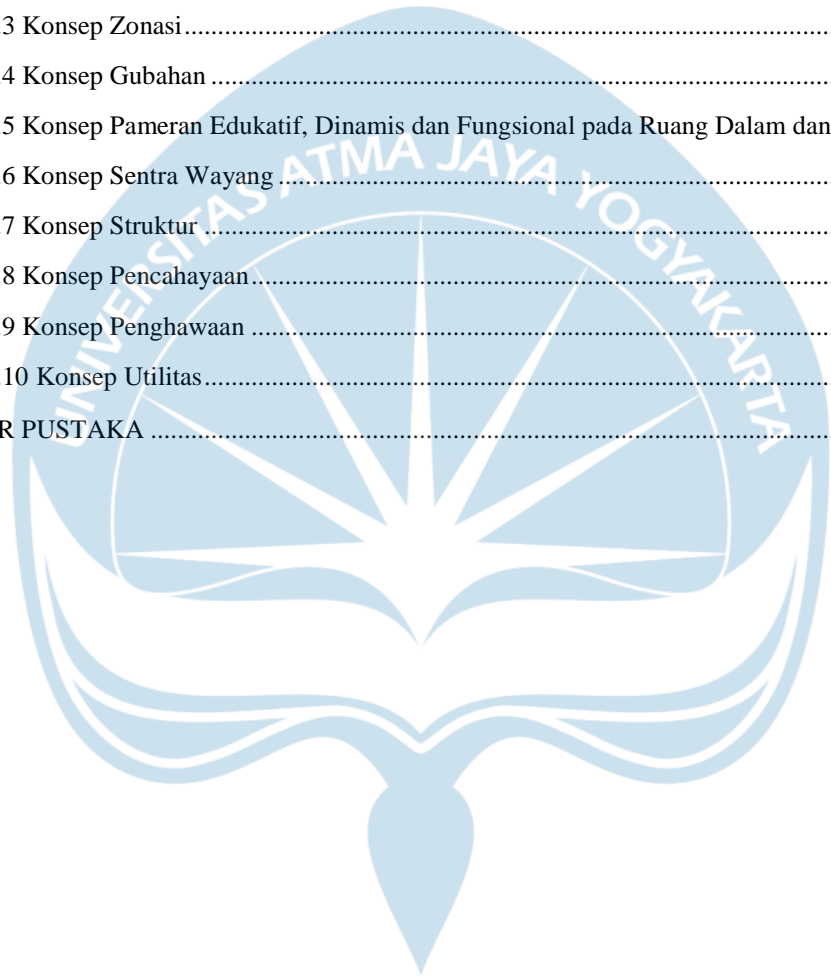 .3 Konsep Zonasi
.4 Konsep Gubahan
.5 Konsep Pameran Edukatif, Dinamis dan Fungsional pada Ruang Dalam dan
.6 Konsep Sentra Wayang
.7 Konsep Struktur
.8 Konsep Pencahayaan
.9 Konsep Penghawaan
.10 Konsep Utilitas
R PUSTAKA
UNIVERSITAS ATMA JAYA YOGYAKARTA